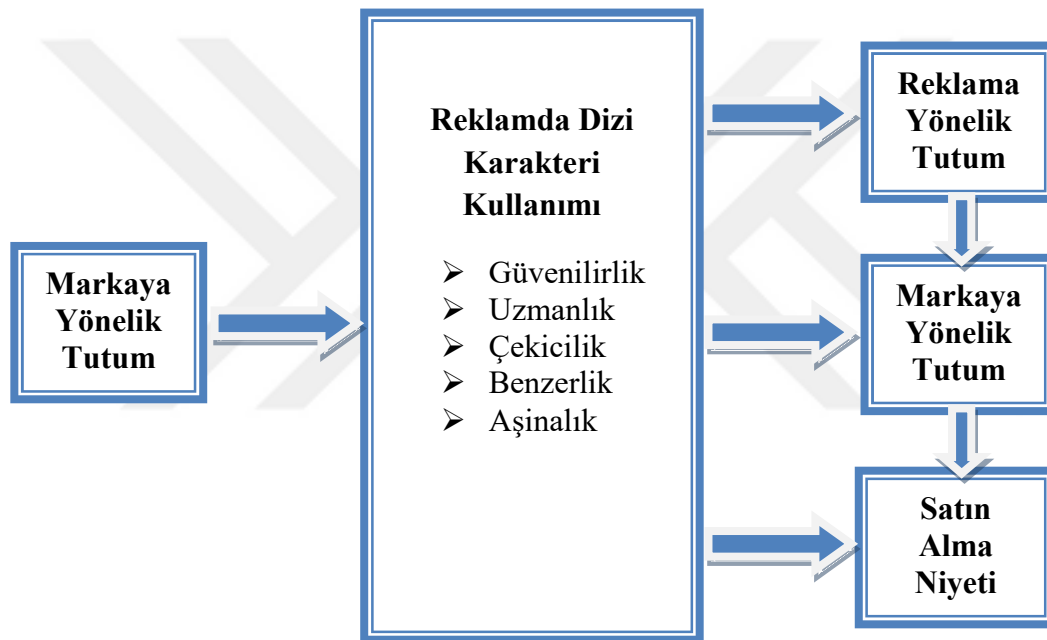 Markaya
Yönelik
Tutum
Reklamda Dizi
Karakteri
Kullanımı
Güvenilirlik
Uzmanlık
Çekicilik
Benzerlik
Aşinalık
Reklama
Yönelik
Tutum
Markaya
Yönelik
Tutum
Satın
Alma
Niyeti